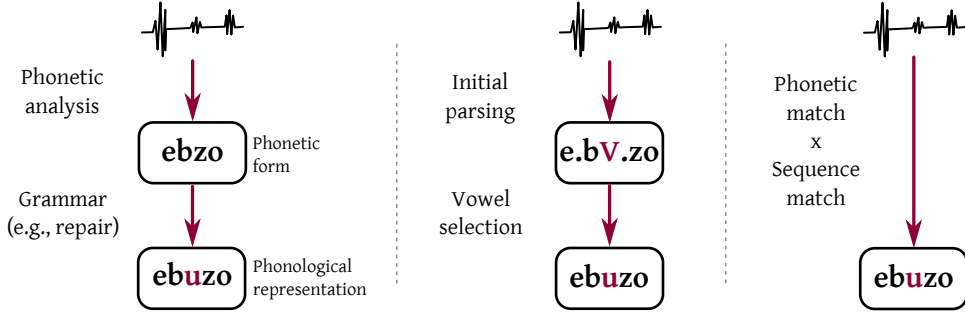 Phonetic
analysis
ebzo
Phonetic
form
Grammar
(e.g., repair)
ebuzo
Phonological
representation
Initial
parsing
e.bV.zo
Vowel
selection
ebuzo
Phonetic
match
x
Sequence
match
ebuzo